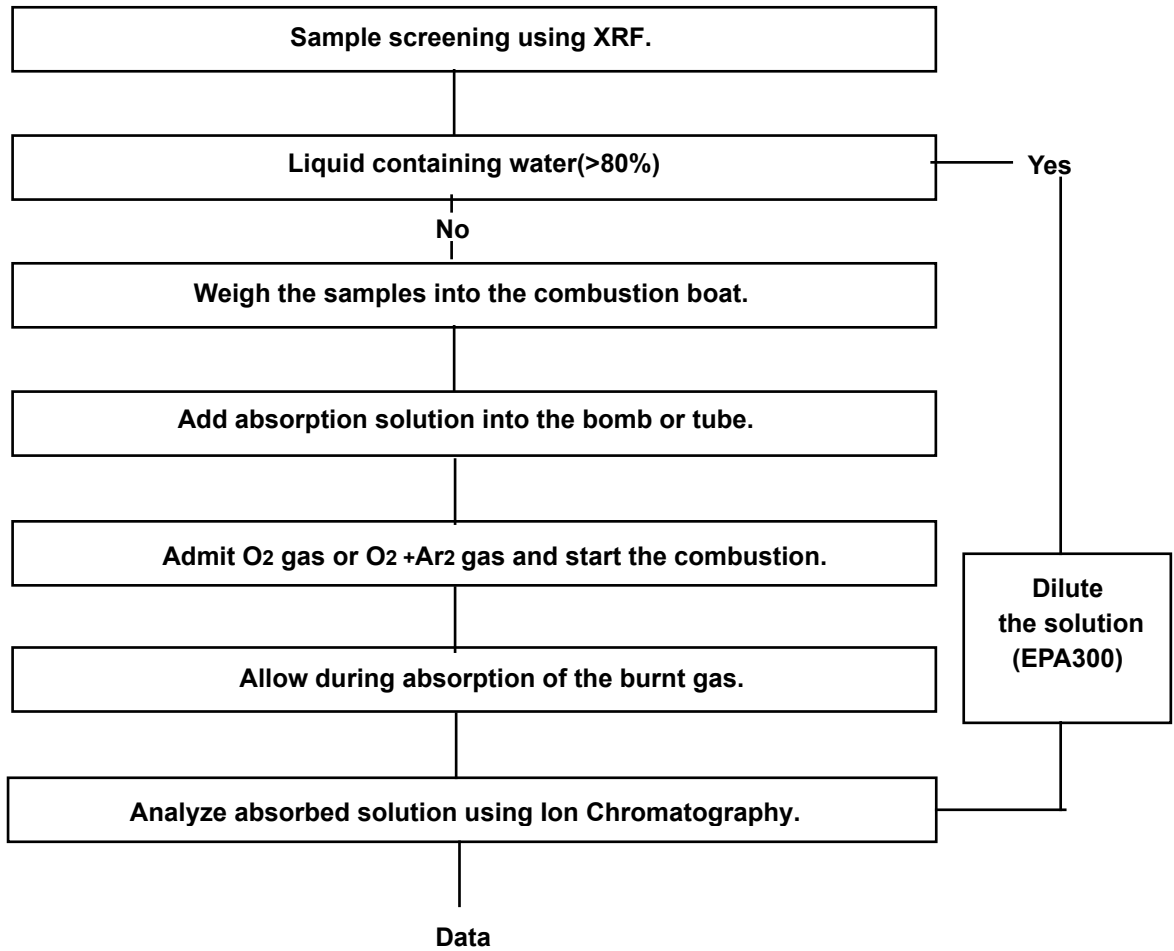 Sample screening using XRF.
Liquid containing water(>80%)
Yes
No
Weigh the samples into the combustion boat.
Add absorption solution into the bomb or tube.
Admit O2 gas or O2 +Ar2 gas and start the combustion.
Dilute
the solution
(EPA300)
Allow during absorption of the burnt gas.
Analyze absorbed solution using Ion Chromatography.
Data